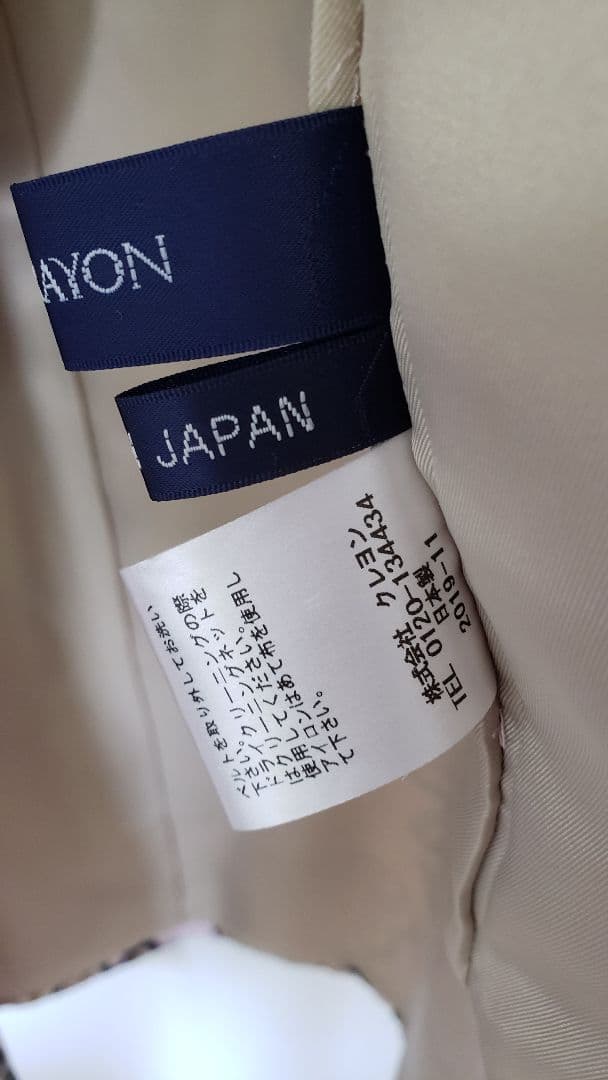 AYON
JAPAN
ベルトを取り外してお洗い
下さい。
ドライクリーニングの際
はクリーニングネットを
使用してください。
アイロンはあて布を使用し
て下さい。
株式会社 クレヨン
TEL 0120-134434
日本製
2019-11